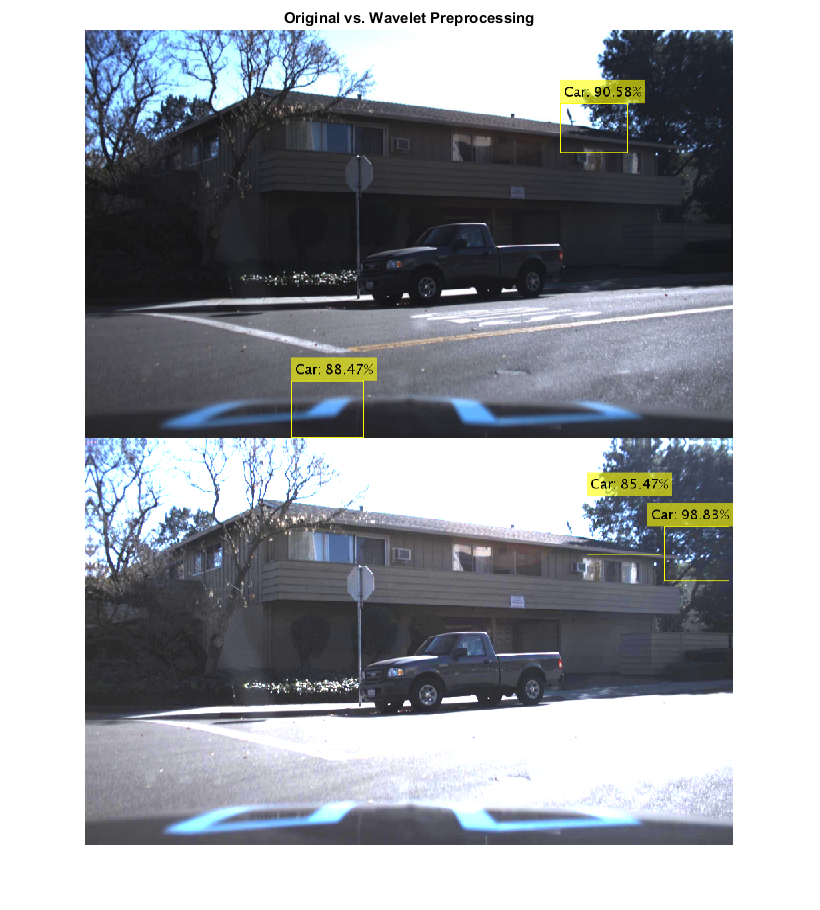 Original vs. Wavelet Preprocessing
Car: 90.58%
Car: 88.47%
Car: 85.47%
Car: 98.83%